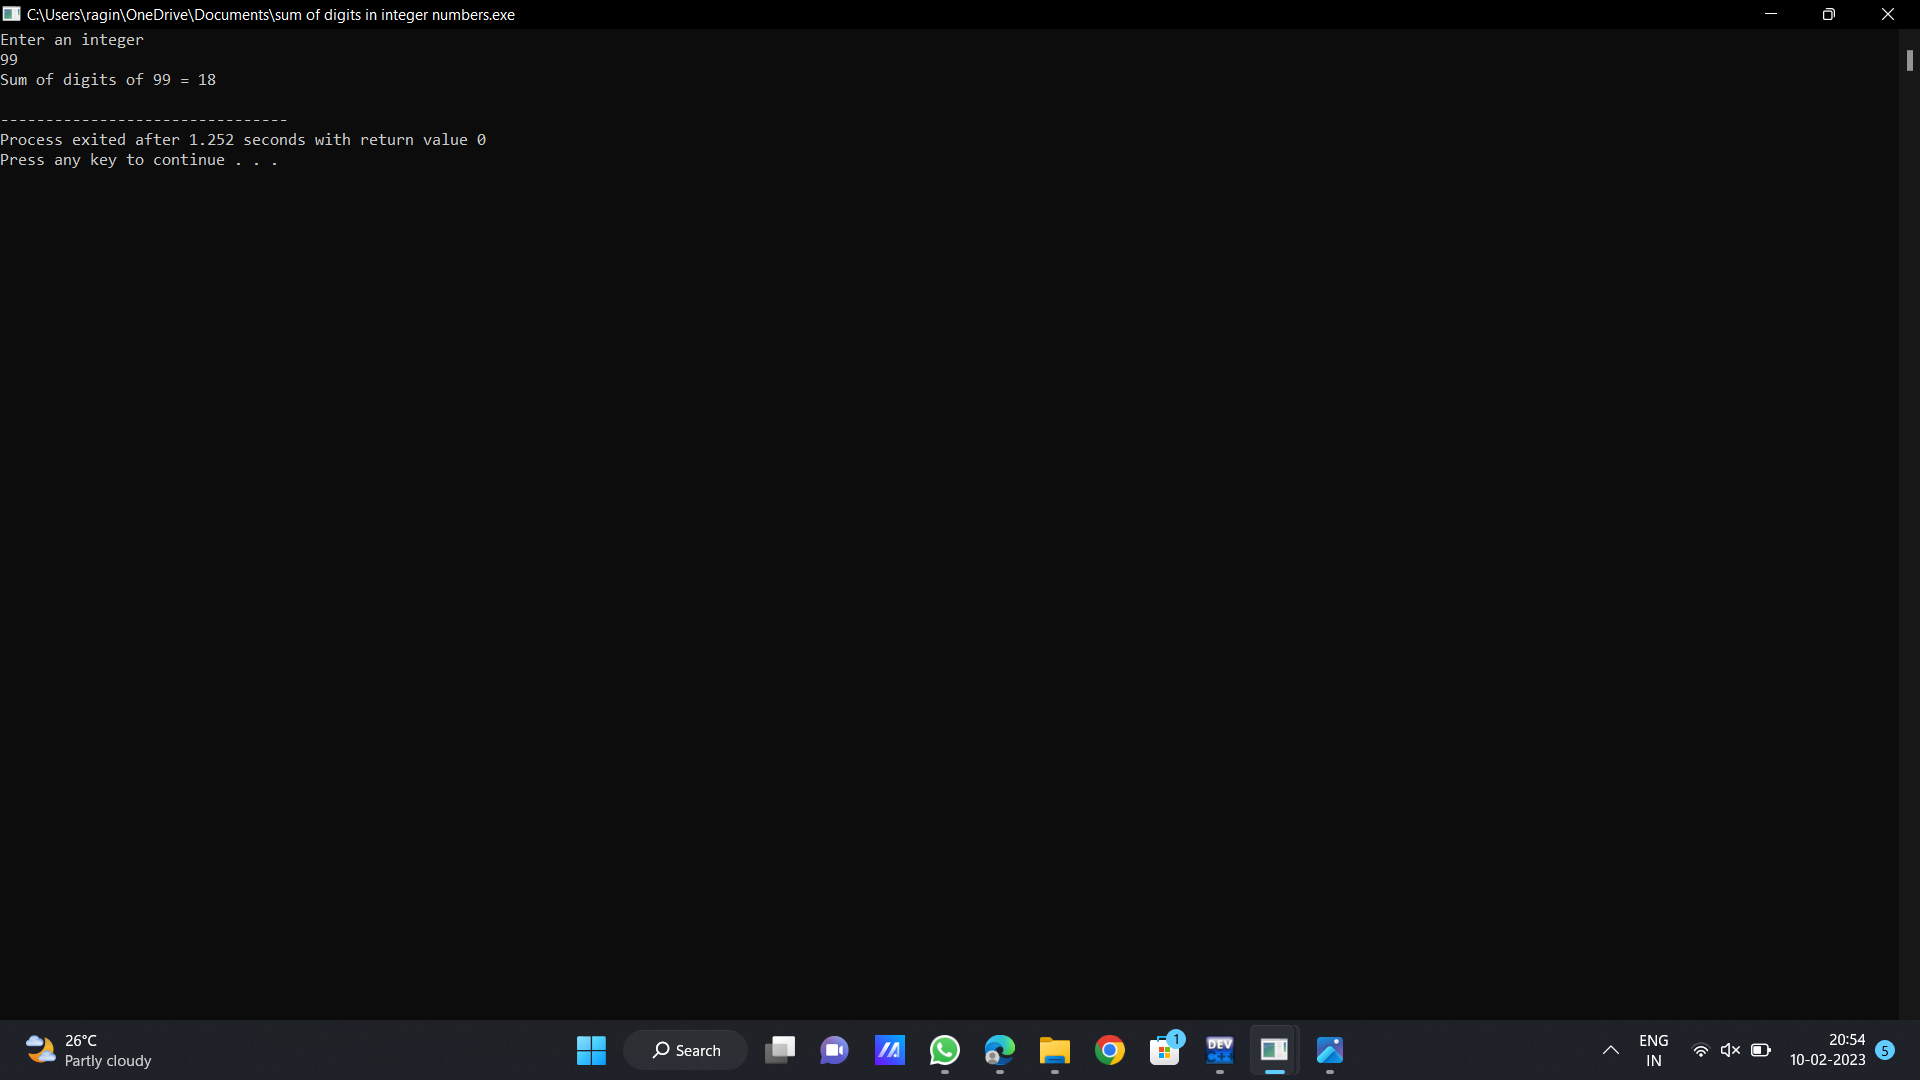 C:\Users\ragin\OneDrive\Documents\sum of digits in integer numbers.exe
Enter an integer
99
Sum of digits of 99 = 18
--------------------------------
Process exited after 1.252 seconds with return value 0
Press any key to continue . . .
26°C
Partly cloudy
Search
1
DEV
C++
ENG
IN
20:54
10-02-2023
5